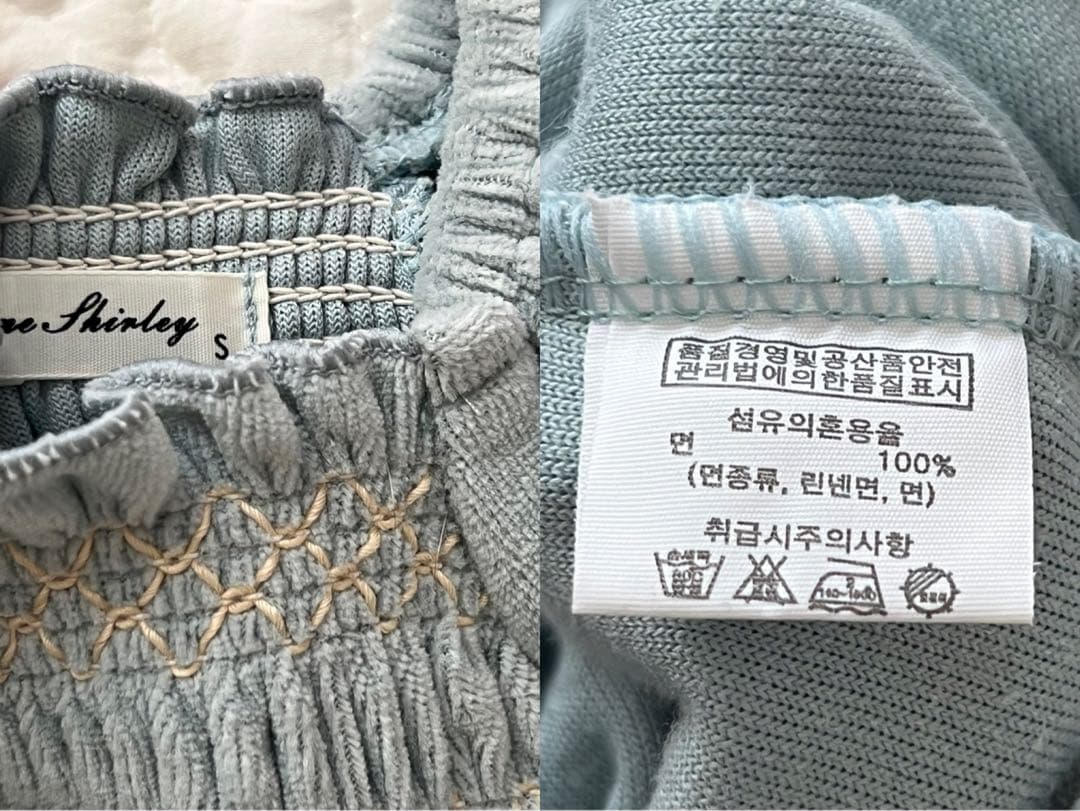 ne Shirley
S
품질경영및공산품안전
관리법에의한품질표시
섬유의혼용율
면
100%
(면종류, 린넨면, 면)
취급시주의사항